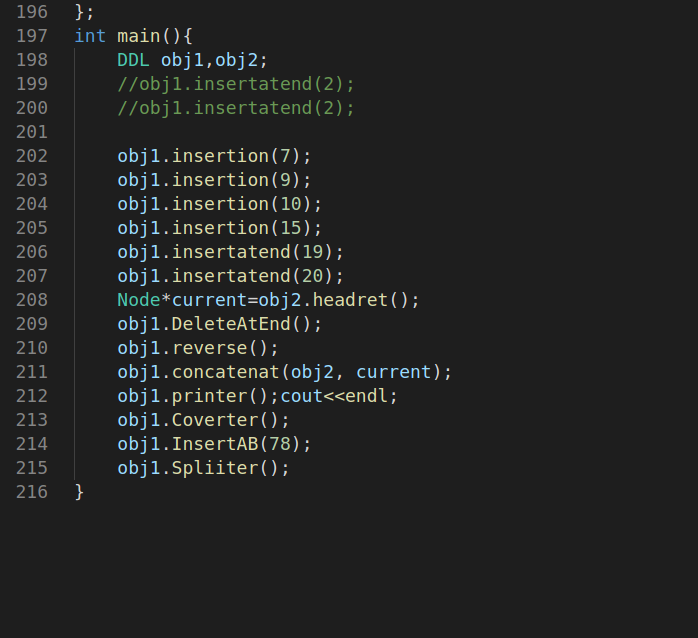 196 };
197 int main(){
198     DDL obj1,obj2;
199     //obj1.insertatend(2);
200     //obj1.insertatend(2);
201
202     obj1.insertion(7);
203     obj1.insertion(9);
204     obj1.insertion(10);
205     obj1.insertion(15);
206     obj1.insertatend(19);
207     obj1.insertatend(20);
208     Node*current=obj2.headret();
209     obj1.DeleteAtEnd();
210     obj1.reverse();
211     obj1.concatenat(obj2, current);
212     obj1.printer();cout<<endl;
213     obj1.Coverter();
214     obj1.InsertAB(78);
215     obj1.Spliiter();
216 }